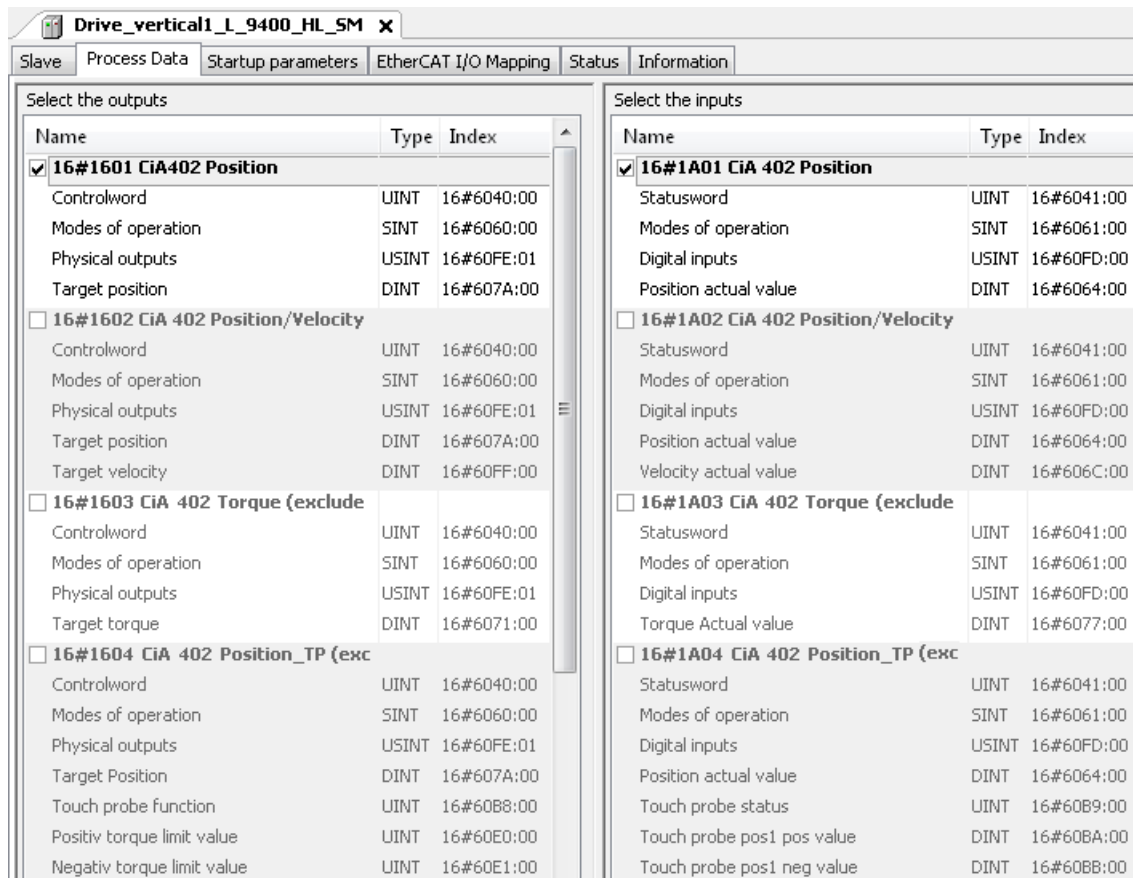 Drive_vertical1_L_9400_HL_SM x
Slave Process Data Startup parameters EtherCAT I/O Mapping Status Information
Select the outputs
Name Type Index
16#1601 CiA402 Position
Controlword UINT 16#6040:00
Modes of operation SINT 16#6060:00
Physical outputs USINT 16#60FE:01
Target position DINT 16#607A:00
16#1602 CiA 402 Position/Velocity
Controlword UINT 16#6040:00
Modes of operation SINT 16#6060:00
Physical outputs USINT 16#60FE:01
Target position DINT 16#607A:00
Target velocity DINT 16#60FF:00
16#1603 CiA 402 Torque (exclude
Controlword UINT 16#6040:00
Modes of operation SINT 16#6060:00
Physical outputs USINT 16#60FE:01
Target torque DINT 16#6071:00
16#1604 CiA 402 Position_TP (exc
Controlword UINT 16#6040:00
Modes of operation SINT 16#6060:00
Physical outputs USINT 16#60FE:01
Target Position DINT 16#607A:00
Touch probe function UINT 16#60B8:00
Positiv torque limit value UINT 16#60E0:00
Negativ torque limit value UINT 16#60E1:00
Select the inputs
Name Type Index
16#1A01 CiA 402 Position
Statusword UINT 16#6041:00
Modes of operation SINT 16#6061:00
Digital inputs USINT 16#60FD:00
Position actual value DINT 16#6064:00
16#1A02 CiA 402 Position/Velocity
Statusword UINT 16#6041:00
Modes of operation SINT 16#6061:00
Digital inputs USINT 16#60FD:00
Position actual value DINT 16#6064:00
Velocity actual value DINT 16#606C:00
16#1A03 CiA 402 Torque (exclude
Statusword UINT 16#6041:00
Modes of operation SINT 16#6061:00
Digital inputs USINT 16#60FD:00
Torque Actual value DINT 16#6077:00
16#1A04 CiA 402 Position_TP (exc
Statusword UINT 16#6041:00
Modes of operation SINT 16#6061:00
Digital inputs USINT 16#60FD:00
Position actual value DINT 16#6064:00
Touch probe status UINT 16#60B9:00
Touch probe pos1 pos value DINT 16#60BA:00
Touch probe pos1 neg value DINT 16#60BB:00